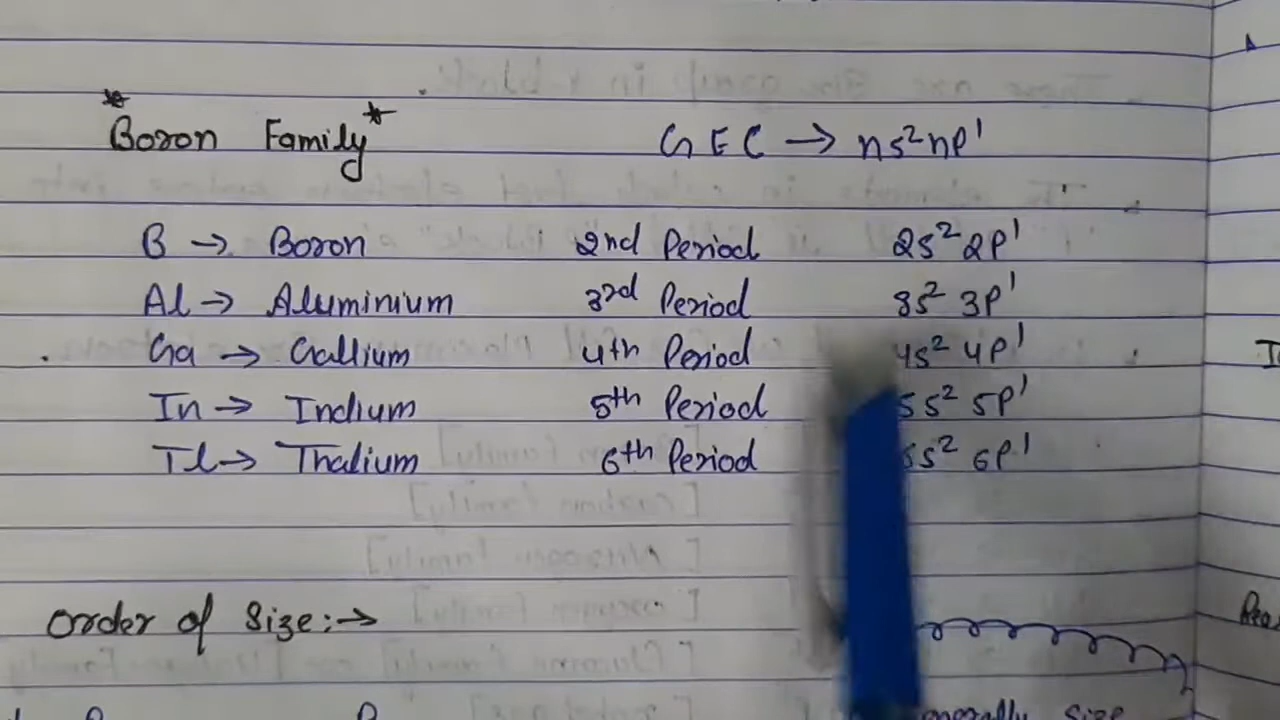 *Boron Family* GEC → ns²np¹
B → Boron 2nd Period 2s² 2p¹
Al → Aluminium 3rd Period 3s² 3p¹
Ga → Gallium 4th Period 4s² 4p¹
In → Indium 5th Period 5s² 5p¹
Tl → Thalium 6th Period 6s² 6p¹
Order of Size:→
size